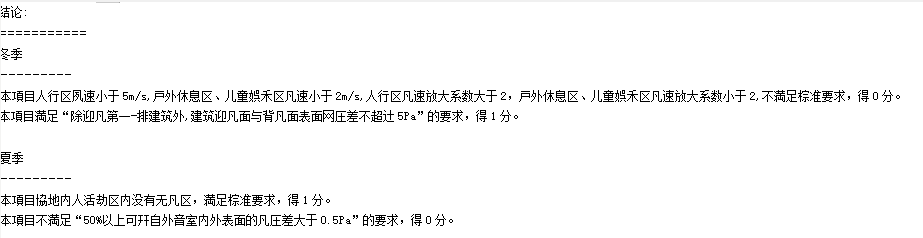 结论:
===========
冬季
---------
本项目人行区风速小于5m/s,户外休息区、儿童娱乐区风速小于2m/s,人行区风速放大系数大于2，户外休息区、儿童娱乐区风速放大系数小于2,不满足标准要求，得0分。
本项目满足“除迎风第一一排建筑外,建筑迎风面与背风面表面风压差不超过5Pa”的要求，得1分。
夏季
---------
本项目场地内人活动区内没有无风区，满足标准要求，得1分。
本项目不满足“50%以上可开启外窗室内外表面的风压差大于0.5Pa”的要求，得0分。